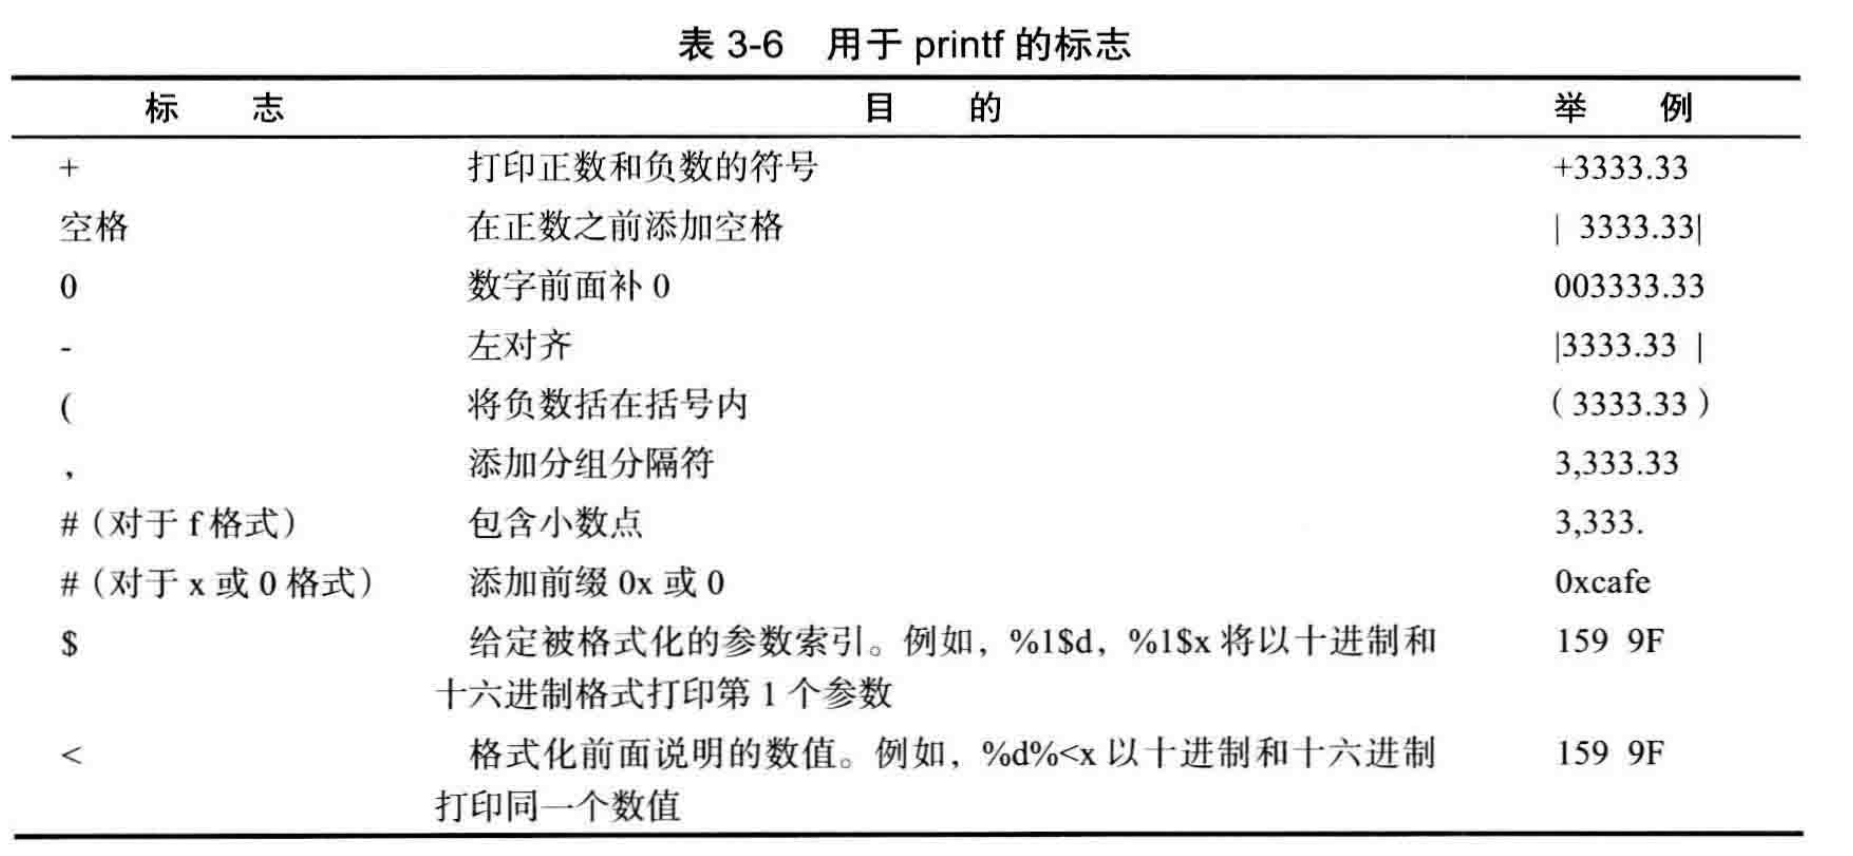 表 3-6 用于 printf 的标志
标 志 目 的 举 例
+ 打印正数和负数的符号 +3333.33
空格 在正数之前添加空格 | 3333.33|
0 数字前面补 0 003333.33
- 左对齐 |3333.33 |
( 将负数括在括号内 （3333.33）
, 添加分组分隔符 3,333.33
#（对于 f 格式） 包含小数点 3,333.
#（对于 x 或 0 格式） 添加前缀 0x 或 0 0xcafe
$ 给定被格式化的参数索引。例如，%1$d，%1$x 将以十进制和 159 9F
十六进制格式打印第 1 个参数
< 格式化前面说明的数值。例如，%d%<x 以十进制和十六进制 159 9F
打印同一个数值